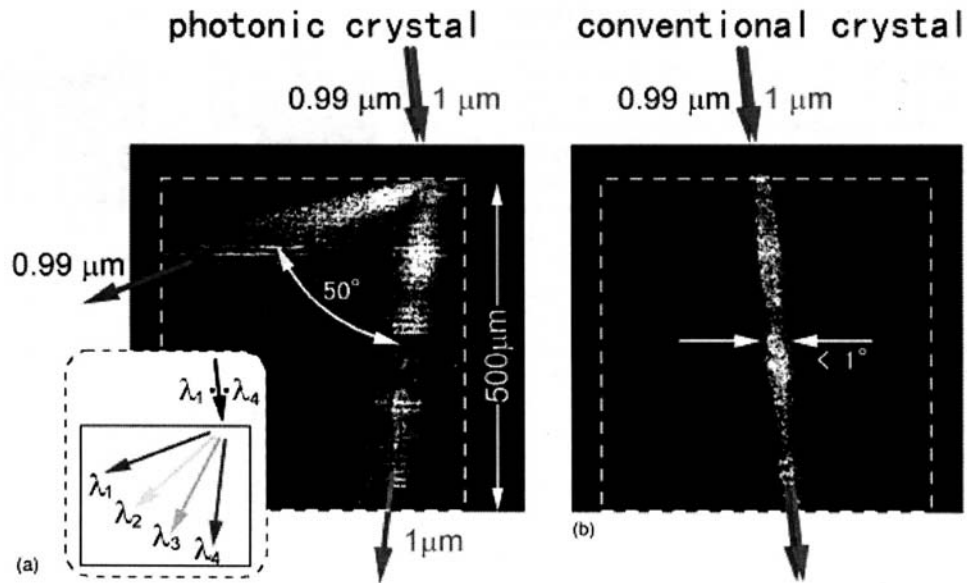 photonic crystal
conventional crystal
0.99 μm
1 μm
0.99 μm
1 μm
0.99 μm
50°
500μm
< 1°
λ₁ ·· λ₄
λ₁
λ₂
λ₃
λ₄
(a)
1μm
(b)